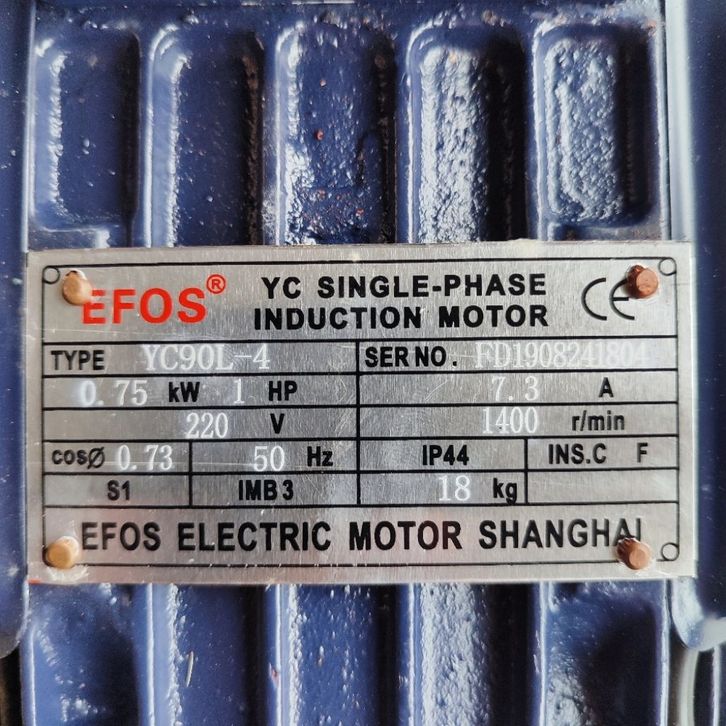 EFOS® YC SINGLE-PHASE INDUCTION MOTOR CE
TYPE YC90L-4 SER NO. FD1908241804
0.75 kW 1 HP 7.3 A
220 V 1400 r/min
cosØ 0.73 50 Hz IP44 INS.C F
S1 IMB3 18 kg
EFOS ELECTRIC MOTOR SHANGHAI